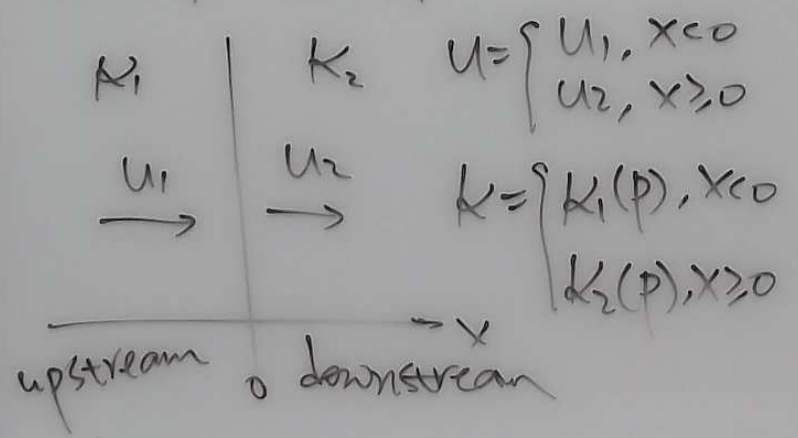 K₁ K₂ u = { u₁, x<0
u₂, x≥0
u₁ u₂ K = { K₁(p), x<0
K₂(p), x≥0
x
upstream 0 downstream